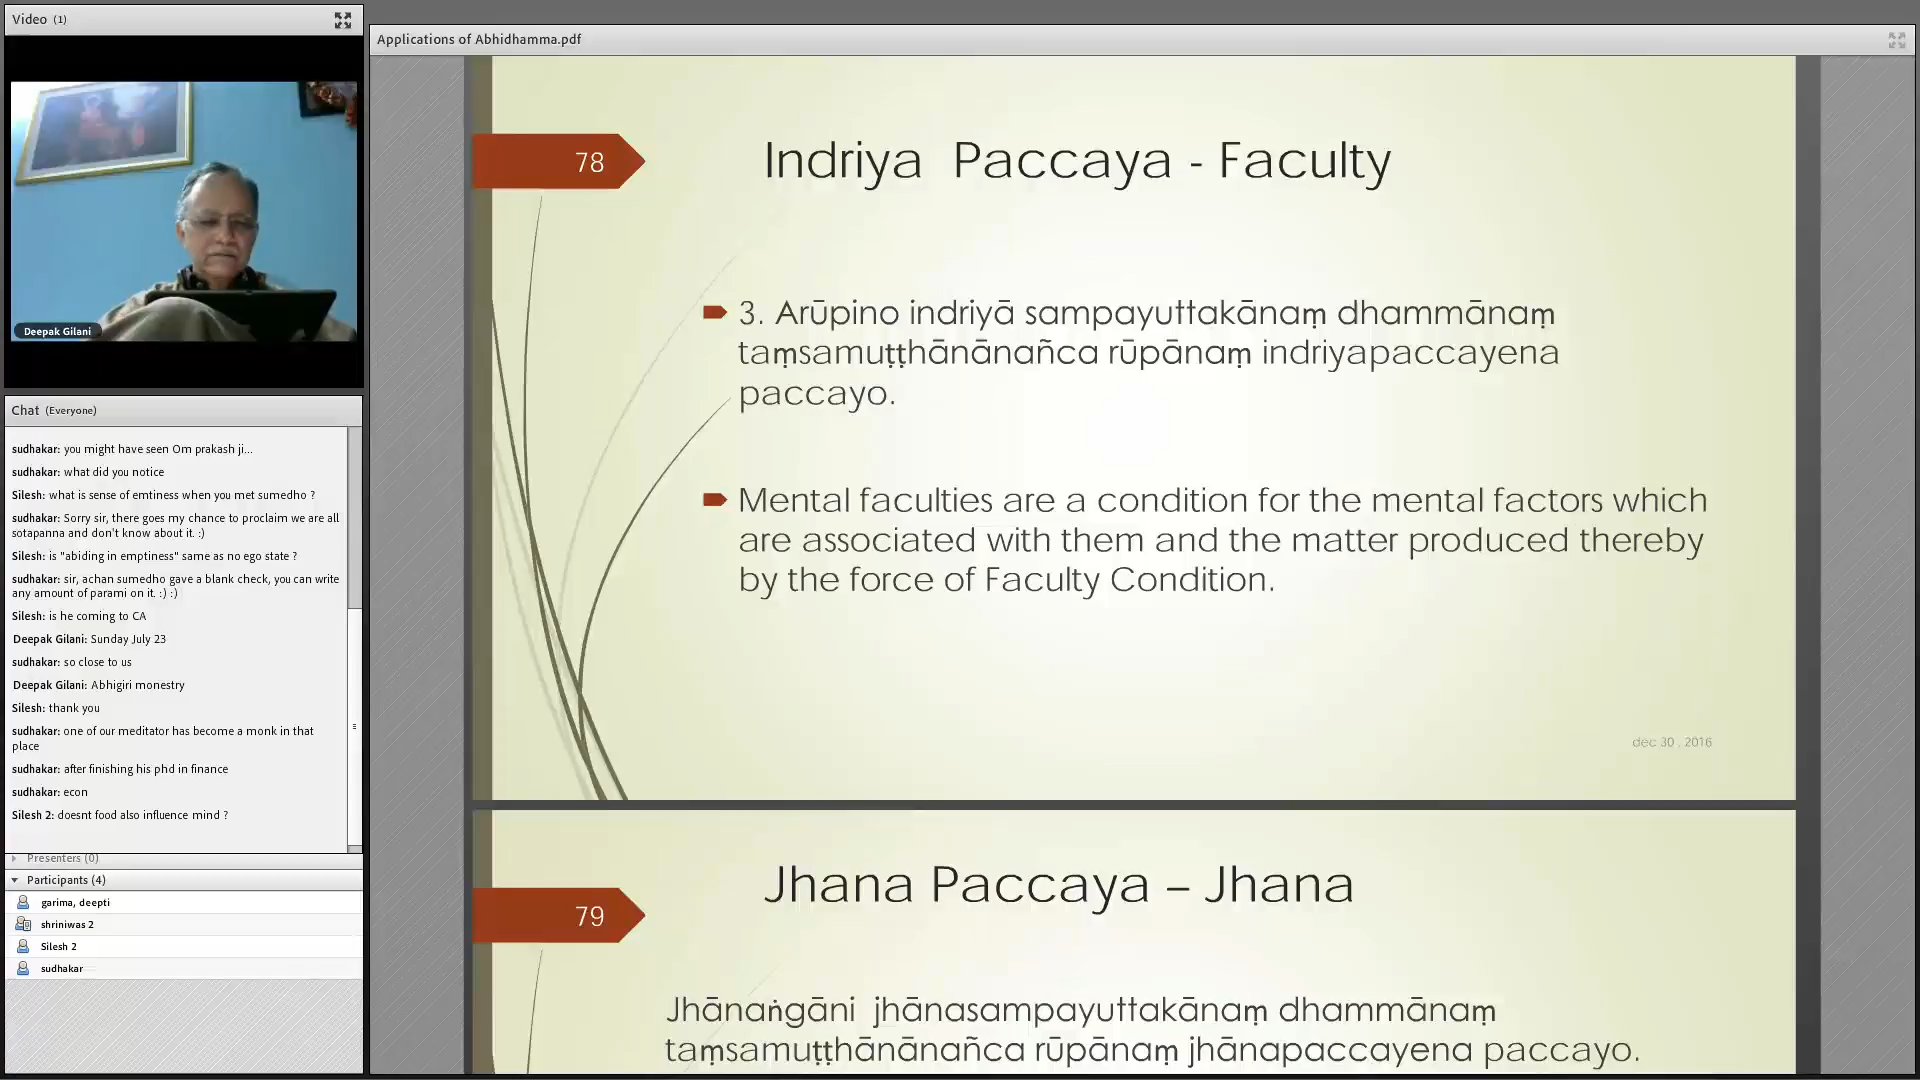 Video (1)
Deepak Gilani
Chat (Everyone)
sudhakar: you might have seen Om prakash ji...
sudhakar: what did you notice
Silesh: what is sense of emtiness when you met sumedho ?
sudhakar: Sorry sir, there goes my chance to proclaim we are all
sotapanna and don't know about it. :)
Silesh: is "abiding in emptiness" same as no ego state ?
sudhakar: sir, achan sumedho gave a blank check, you can write
any amount of parami on it. :) :)
Silesh: is he coming to CA
Deepak Gilani: Sunday July 23
sudhakar: so close to us
Deepak Gilani: Abhigiri monestry
Silesh: thank you
sudhakar: one of our meditator has become a monk in that
place
sudhakar: after finishing his phd in finance
sudhakar: econ
Silesh 2: doesnt food also influence mind ?
Presenters (0)
Participants (4)
garima, deepti
shriniwas 2
Silesh 2
sudhakar
Applications of Abhidhamma.pdf
78
Indriya Paccaya - Faculty
3. Arūpino indriyā sampayuttakānaṃ dhammānaṃ
taṃsamuṭṭhānānañca rūpānaṃ indriyapaccayena
paccayo.
Mental faculties are a condition for the mental factors which
are associated with them and the matter produced thereby
by the force of Faculty Condition.
dec 30 , 2016
79
Jhana Paccaya – Jhana
Jhānaṅgāni jhānasampayuttakānaṃ dhammānaṃ
taṃsamuṭṭhānānañca rūpānaṃ jhānapaccayena paccayo.